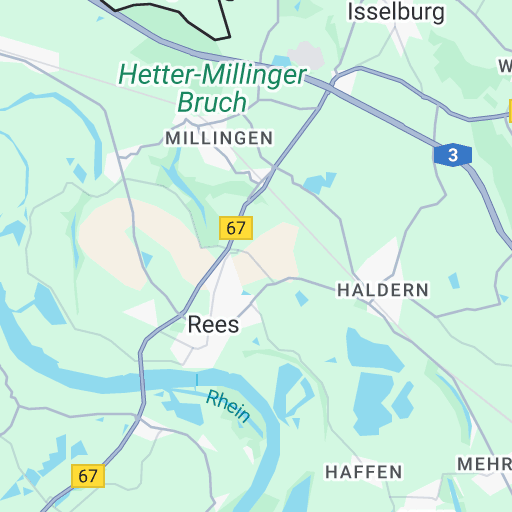 Isselburg
W
Hetter-Millinger
Bruch
MILLINGEN
3
67
HALDERN
Rees
Rhein
67
HAFFEN
MEHR